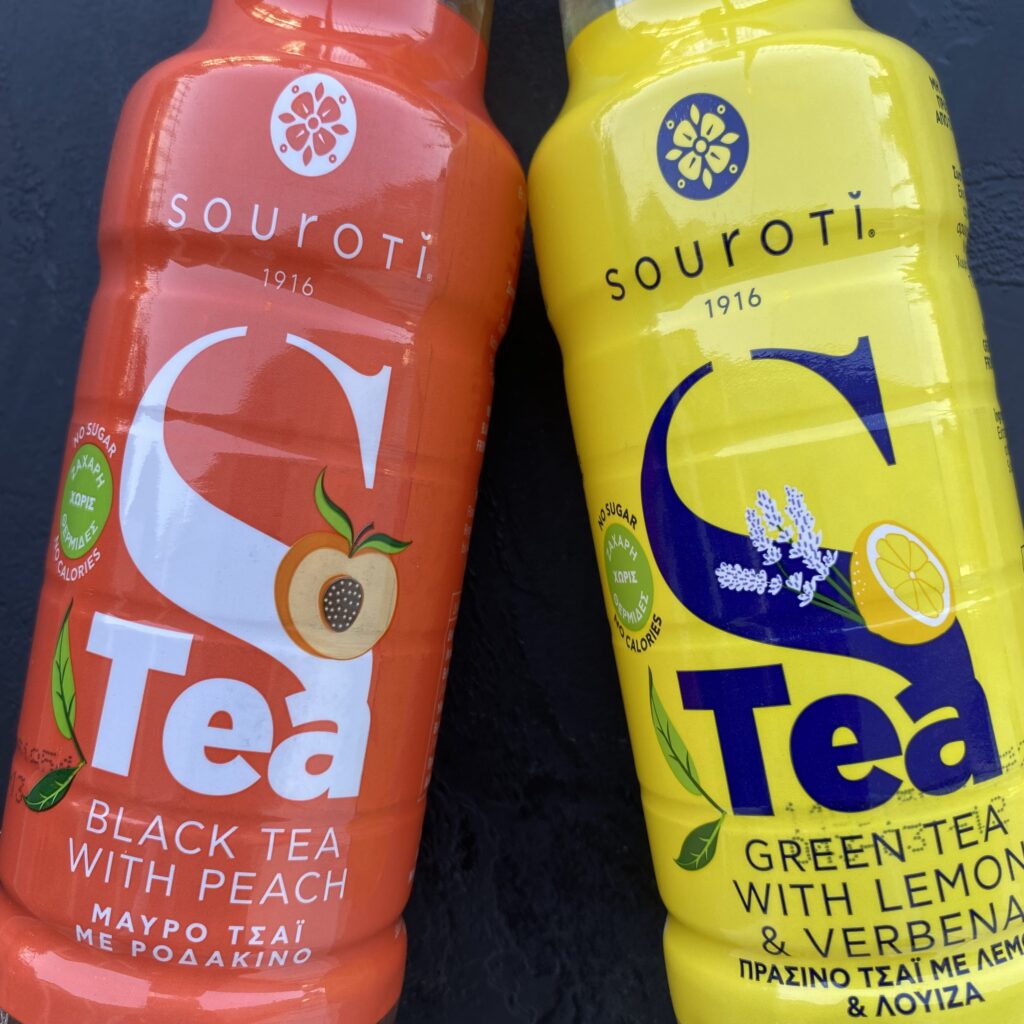 SOUROTI®
1916
S
Tea
NO SUGAR
ΖΑΧΑΡΗ
ΧΩΡΙΣ
ΘΕΡΜΙΔΕΣ
NO CALORIES
BLACK TEA
WITH PEACH
ΜΑΥΡΟ ΤΣΑΪ
ΜΕ ΡΟΔΑΚΙΝΟ
SOUROTI®
1916
S
Tea
NO SUGAR
ΖΑΧΑΡΗ
ΧΩΡΙΣ
ΘΕΡΜΙΔΕΣ
NO CALORIES
GREEN TEA
WITH LEMON
& VERBENA
ΠΡΑΣΙΝΟ ΤΣΑΪ ΜΕ ΛΕΜΟ
& ΛΟΥΙΖΑ